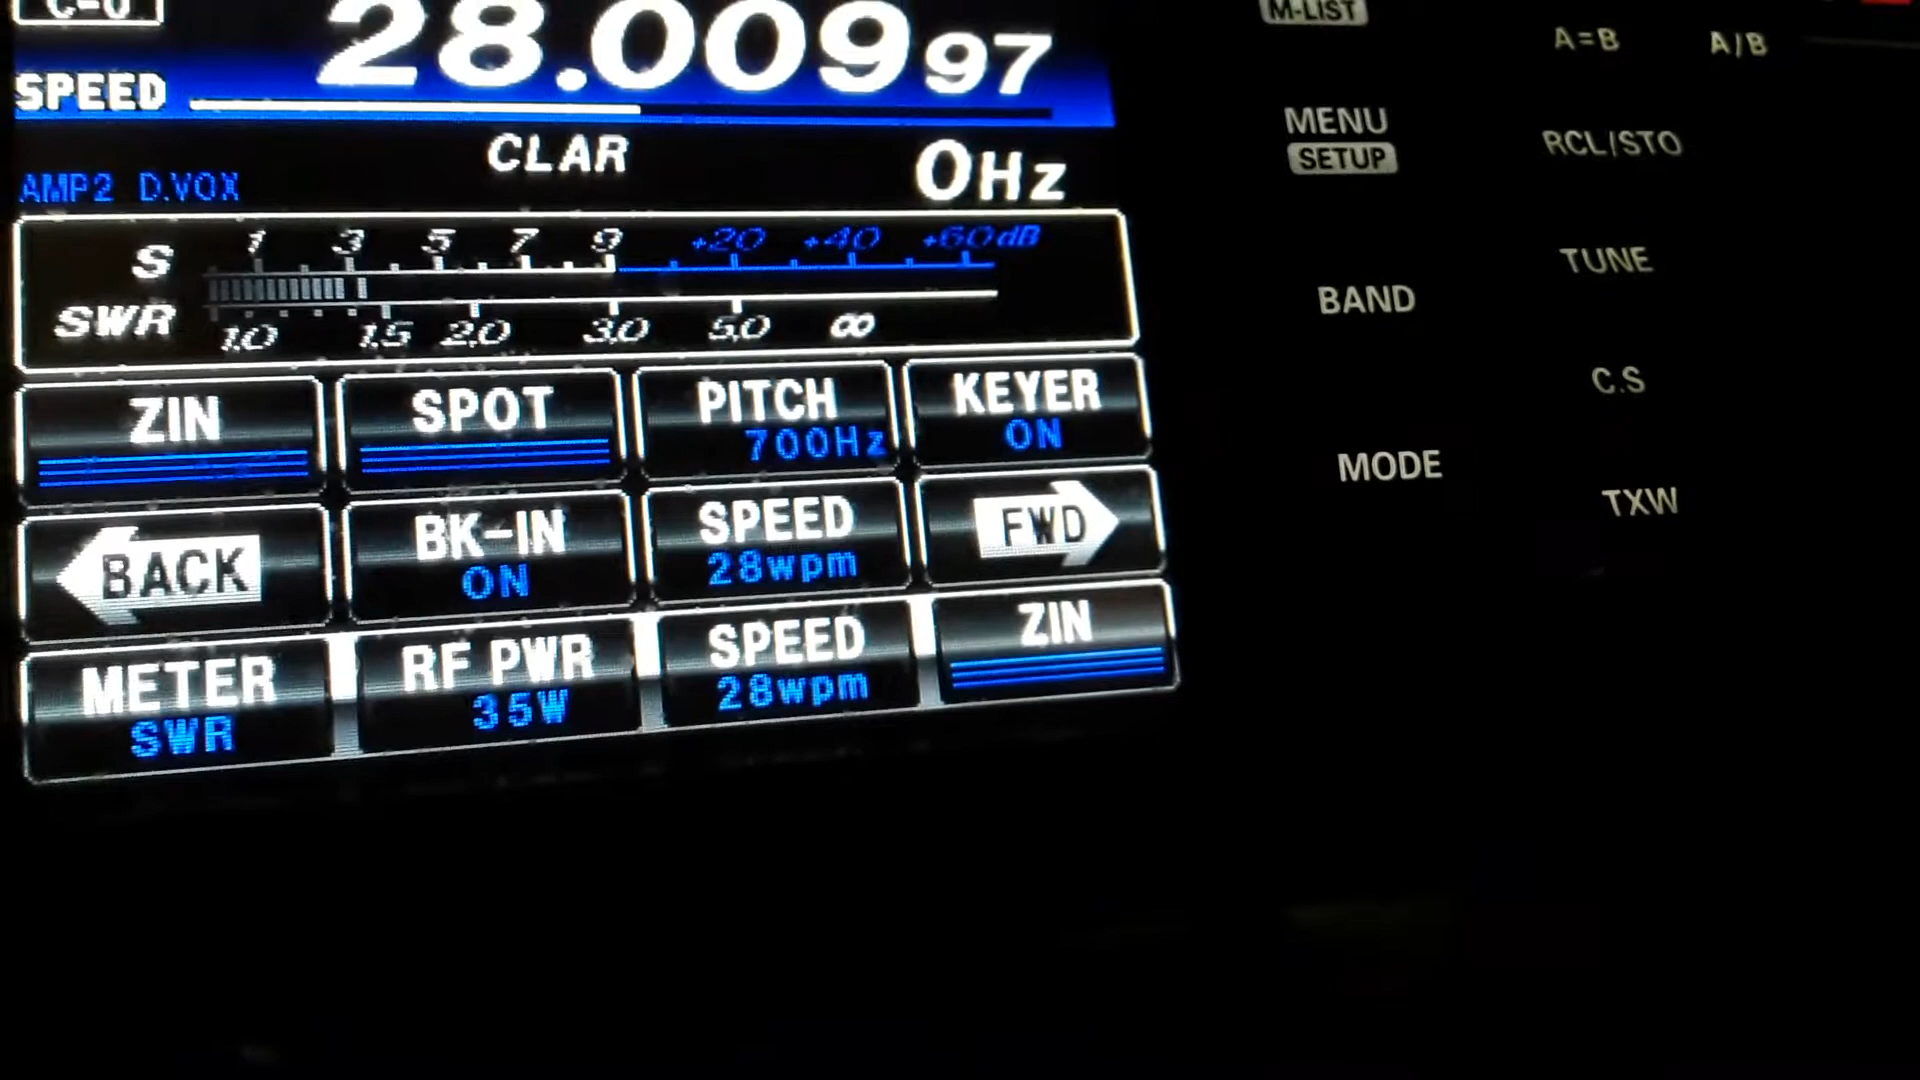 C=0
28.00997
SPEED
CLAR 0Hz
AMP2 D.VOX
S 1 3 5 7 9 +20 +40 +60dB
SWR 1.0 1.5 2.0 3.0 5.0 ∞
ZIN SPOT PITCH KEYER
700Hz ON
BACK BK-IN SPEED FWD
ON 28wpm
METER RF PWR SPEED ZIN
SWR 35W 28wpm
M-LIST
A=B A/B
MENU
SETUP
RCL/STO
TUNE
BAND
C.S
MODE
TXW